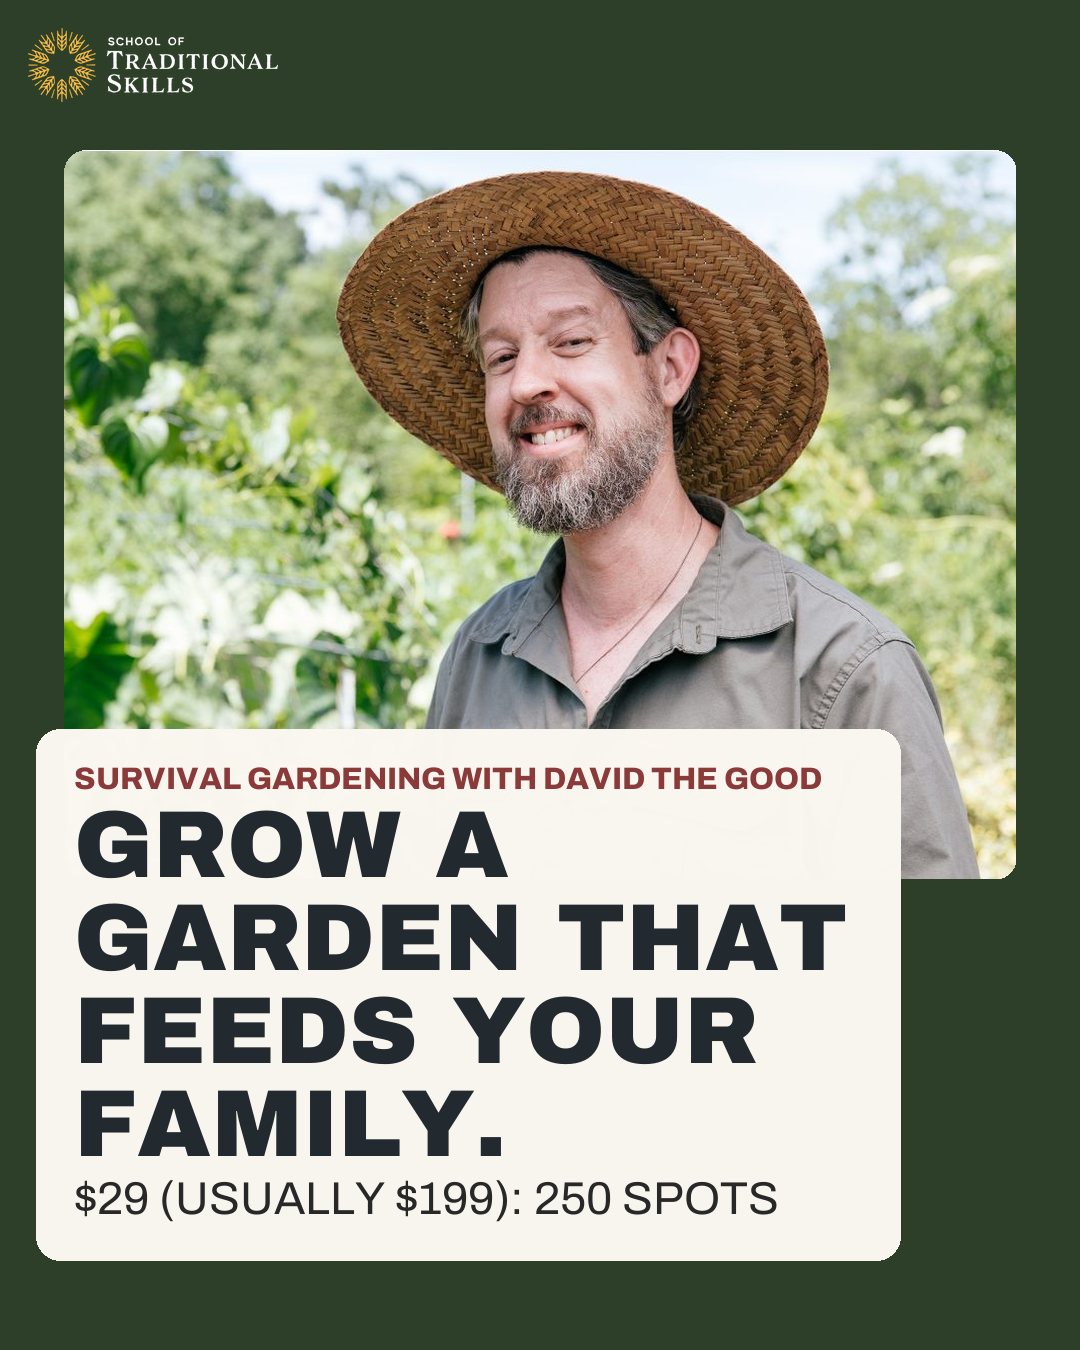 SCHOOL OF
TRADITIONAL
SKILLS
SURVIVAL GARDENING WITH DAVID THE GOOD
GROW A
GARDEN THAT
FEEDS YOUR
FAMILY.
$29 (USUALLY $199): 250 SPOTS